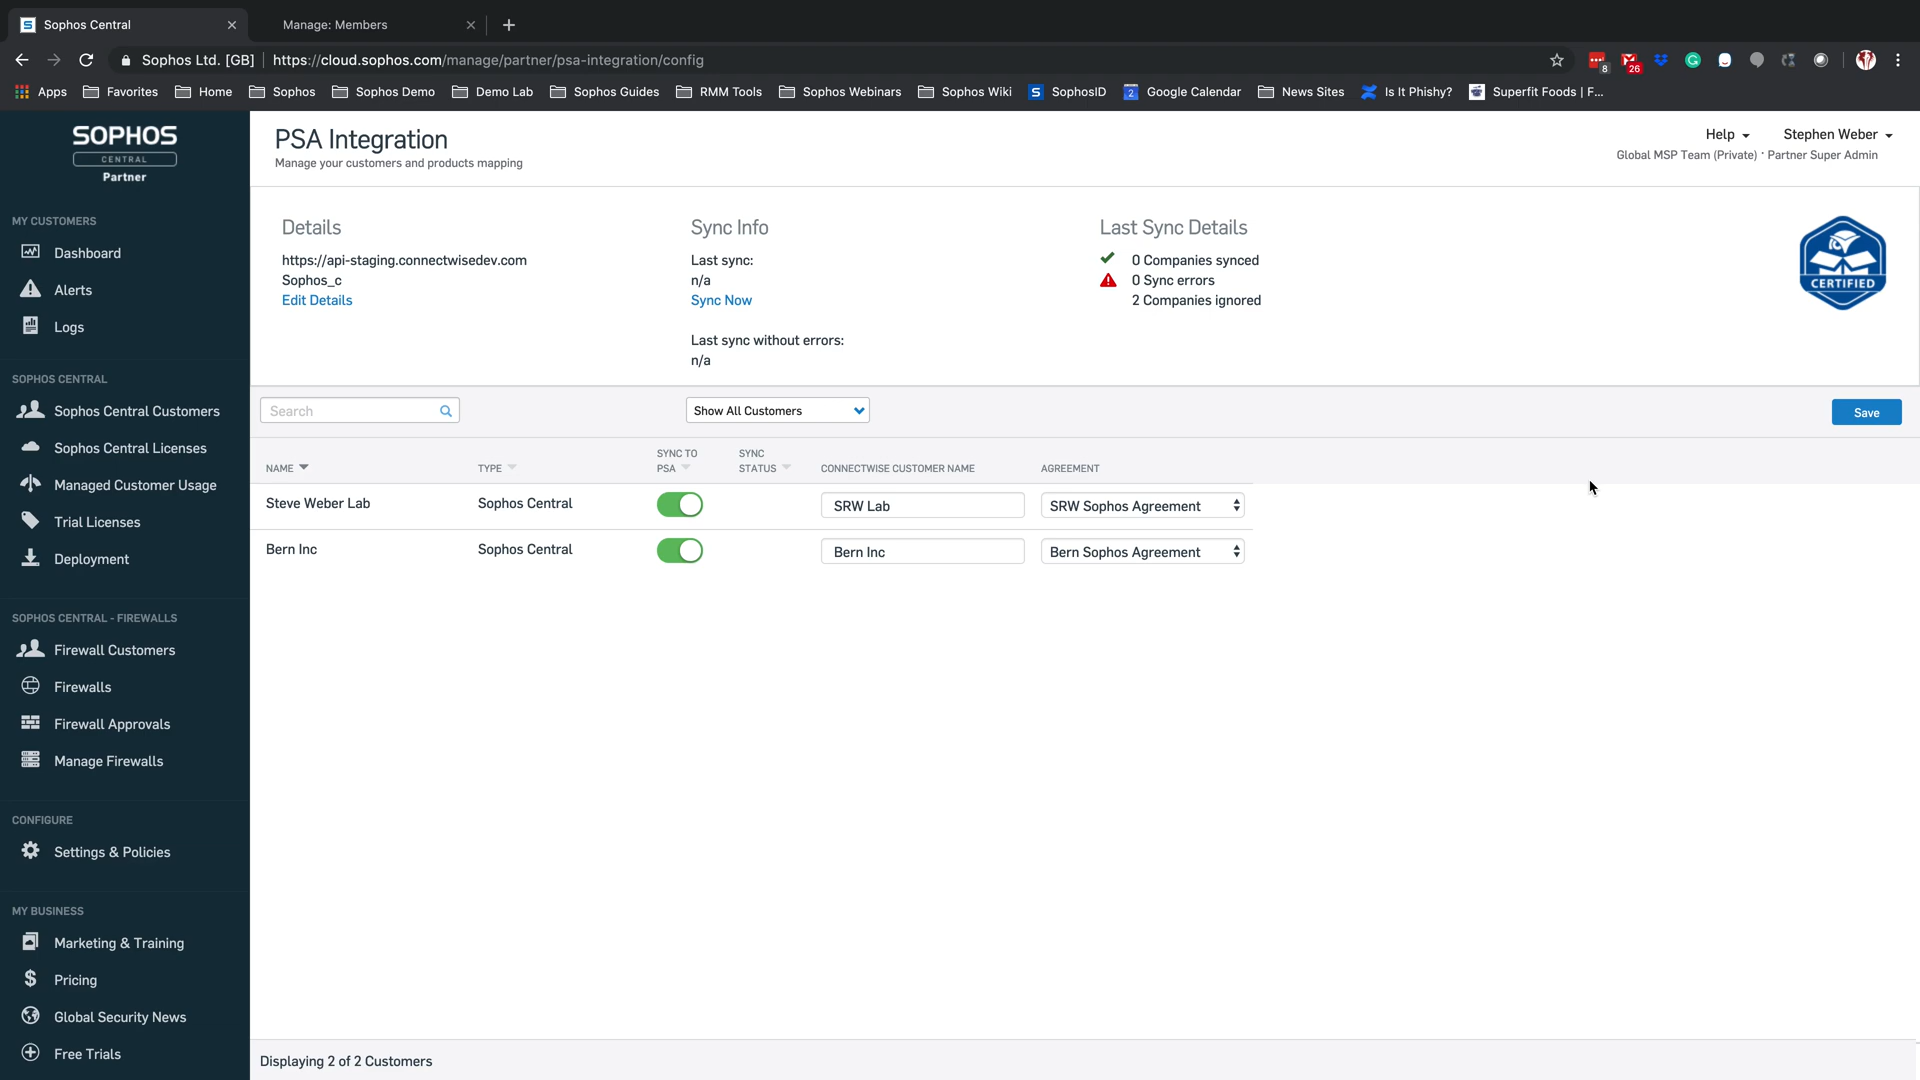 Sophos Central
Manage: Members
Sophos Ltd. [GB]
https://cloud.sophos.com/manage/partner/psa-integration/config
8
26
Apps
Favorites
Home
Sophos
Sophos Demo
Demo Lab
Sophos Guides
RMM Tools
Sophos Webinars
Sophos Wiki
S
SophosID
2
Google Calendar
News Sites
Is It Phishy?
Superfit Foods | F...
SOPHOS
CENTRAL
Partner
MY CUSTOMERS
Dashboard
Alerts
Logs
SOPHOS CENTRAL
Sophos Central Customers
Sophos Central Licenses
Managed Customer Usage
Trial Licenses
Deployment
SOPHOS CENTRAL - FIREWALLS
Firewall Customers
Firewalls
Firewall Approvals
Manage Firewalls
CONFIGURE
Settings & Policies
MY BUSINESS
Marketing & Training
Pricing
Global Security News
Free Trials
PSA Integration
Manage your customers and products mapping
Help
Stephen Weber
Global MSP Team (Private) · Partner Super Admin
Details
https://api-staging.connectwisedev.com
Sophos_c
Edit Details
Sync Info
Last sync:
n/a
Sync Now
Last sync without errors:
n/a
Last Sync Details
0 Companies synced
0 Sync errors
2 Companies ignored
CERTIFIED
Search
Show All Customers
Save
NAME
TYPE
SYNC TO PSA
SYNC STATUS
CONNECTWISE CUSTOMER NAME
AGREEMENT
Steve Weber Lab
Sophos Central
SRW Lab
SRW Sophos Agreement
Bern Inc
Sophos Central
Bern Inc
Bern Sophos Agreement
Displaying 2 of 2 Customers